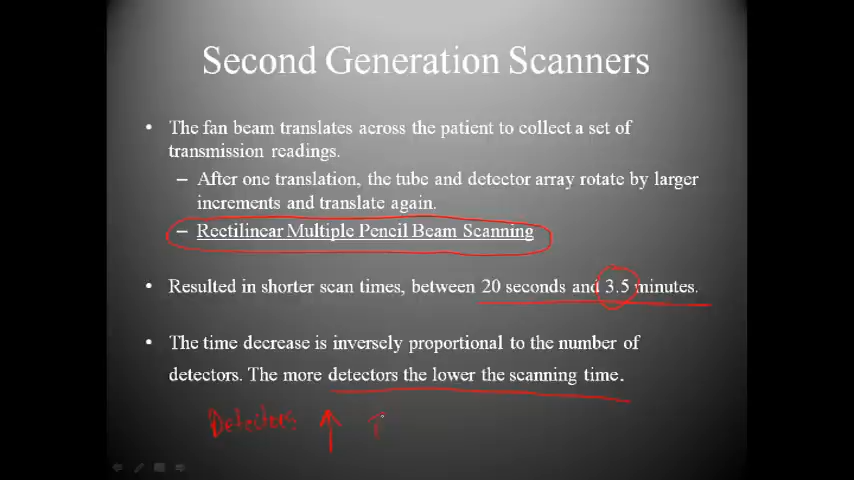 Second Generation Scanners
• The fan beam translates across the patient to collect a set of
transmission readings.
– After one translation, the tube and detector array rotate by larger
increments and translate again.
– Rectilinear Multiple Pencil Beam Scanning
• Resulted in shorter scan times, between 20 seconds and 3.5 minutes.
• The time decrease is inversely proportional to the number of
detectors. The more detectors the lower the scanning time.
Detectors ↑